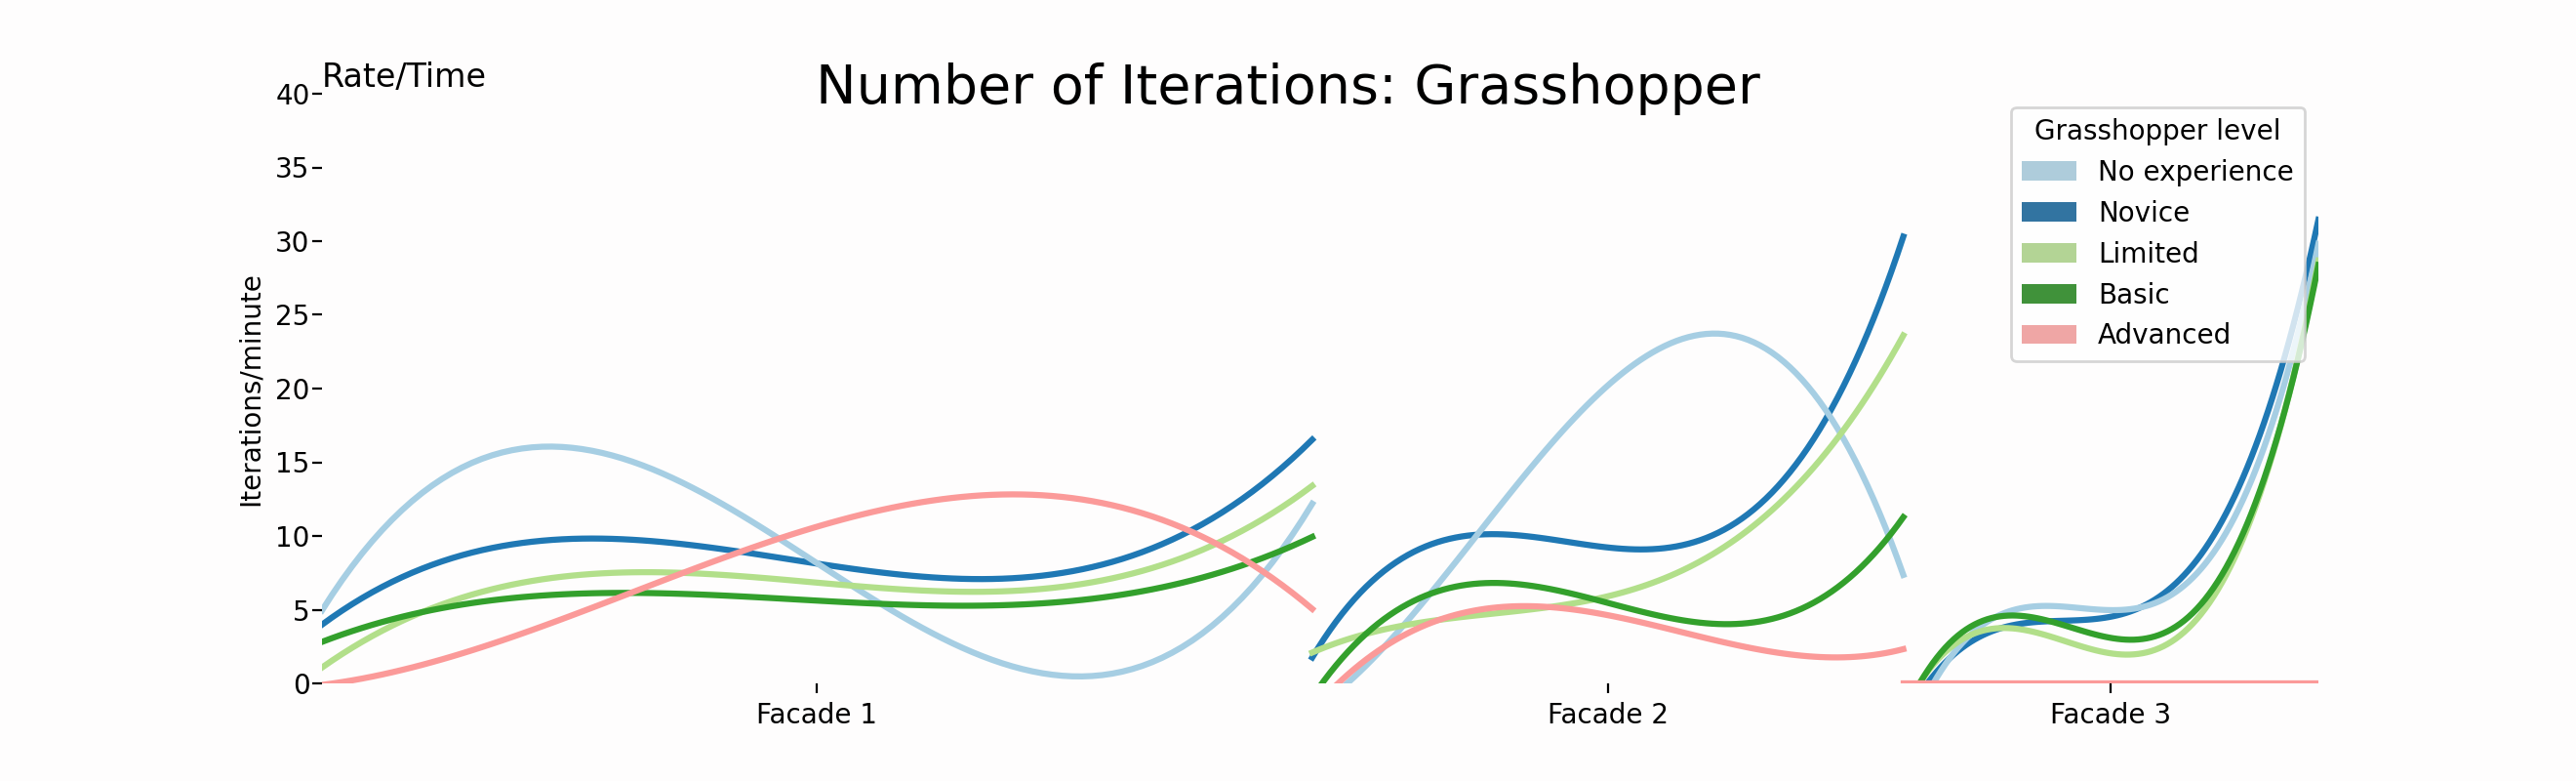 Rate/Time
Number of Iterations: Grasshopper
40
35
30
25
20
15
10
5
0
Iterations/minute
Grasshopper level
No experience
Novice
Limited
Basic
Advanced
Facade 1
Facade 2
Facade 3